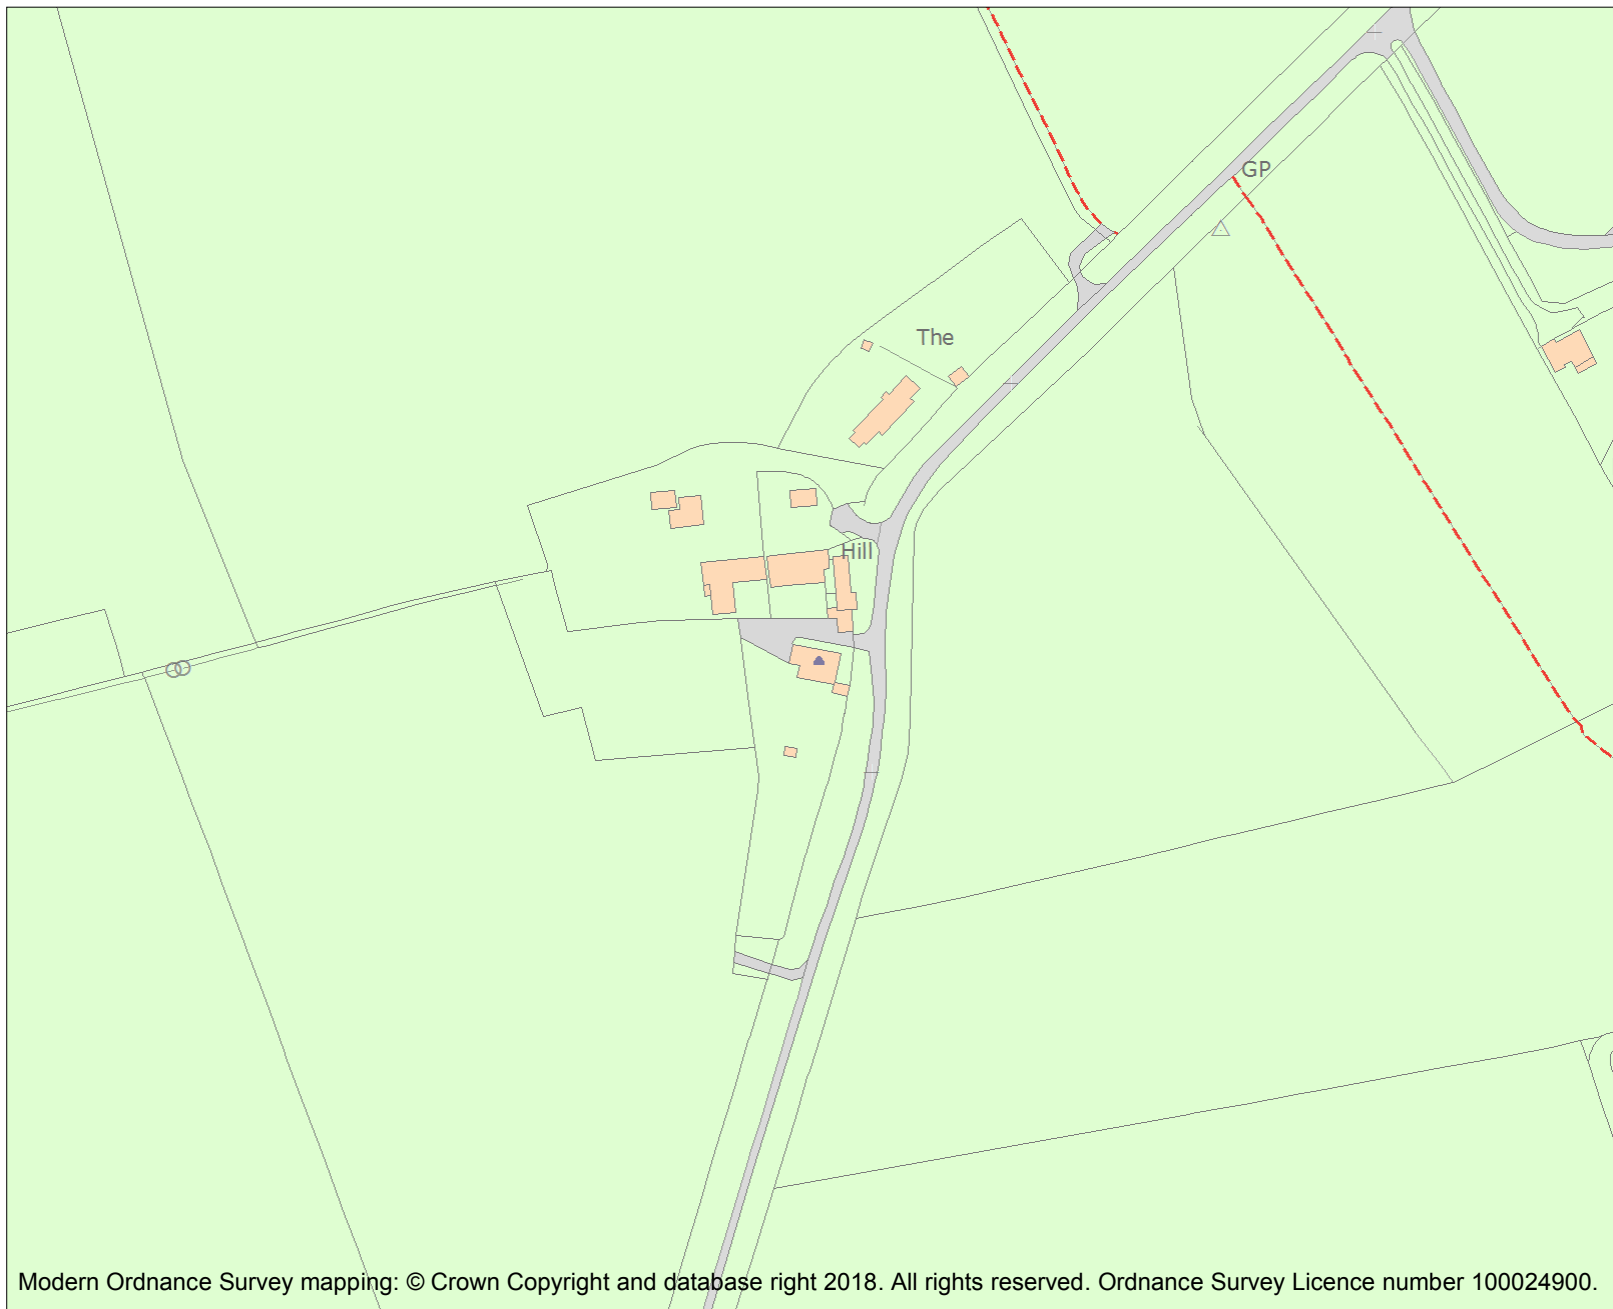 GP
The
Hill
Modern Ordnance Survey mapping: © Crown Copyright and database right 2018. All rights reserved. Ordnance Survey Licence number 100024900.